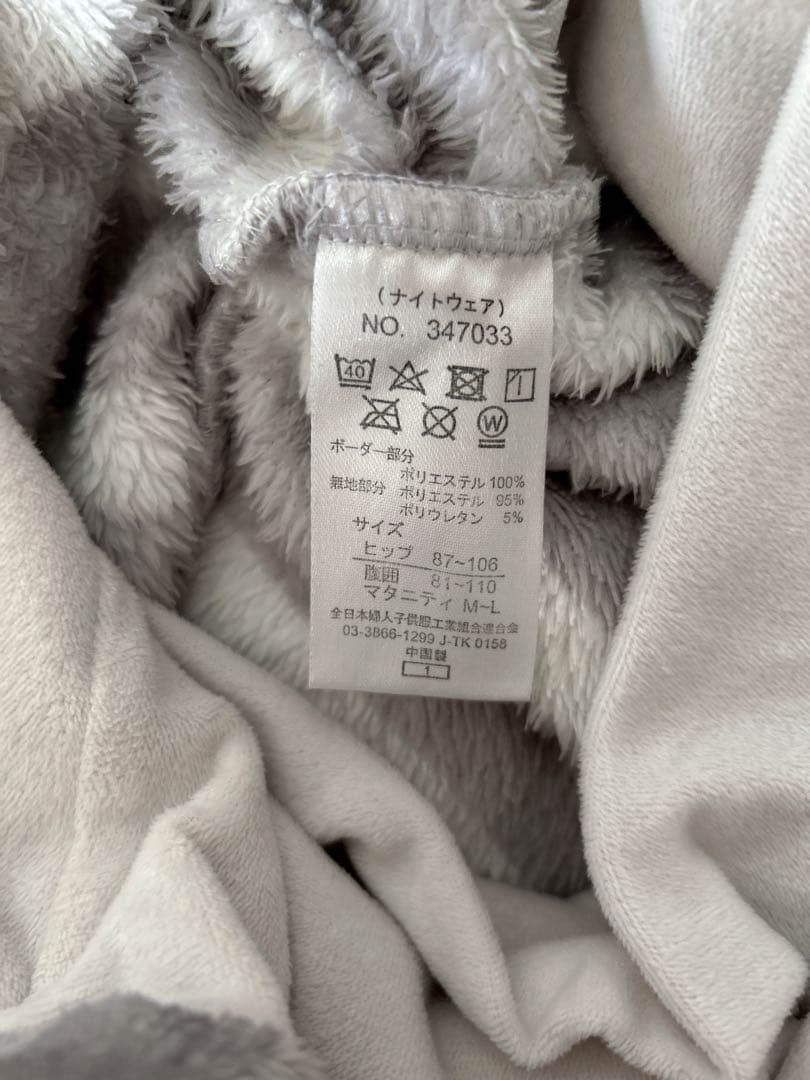 (ナイトウェア)
NO. 347033
40
W
ボーダー部分
ポリエステル 100%
無地部分 ポリエステル 95%
ポリウレタン 5%
サイズ
ヒップ 87~106
腹囲 81~110
マタニティ M~L
全日本婦人子供服工業組合連合会
03-3866-1299 J-TK 0158
中国製
1